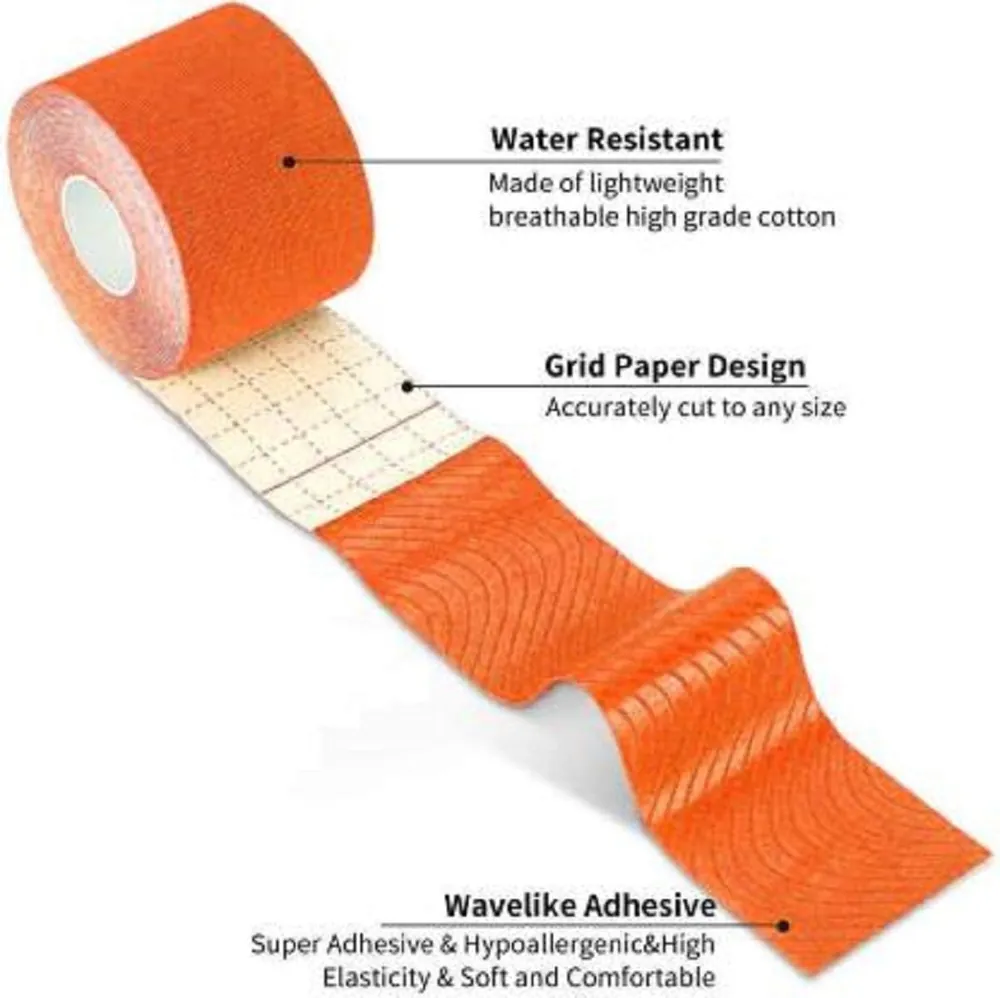 Water Resistant
Made of lightweight
breathable high grade cotton
Grid Paper Design
Accurately cut to any size
Wavelike Adhesive
Super Adhesive & Hypoallergenic&High
Elasticity & Soft and Comfortable